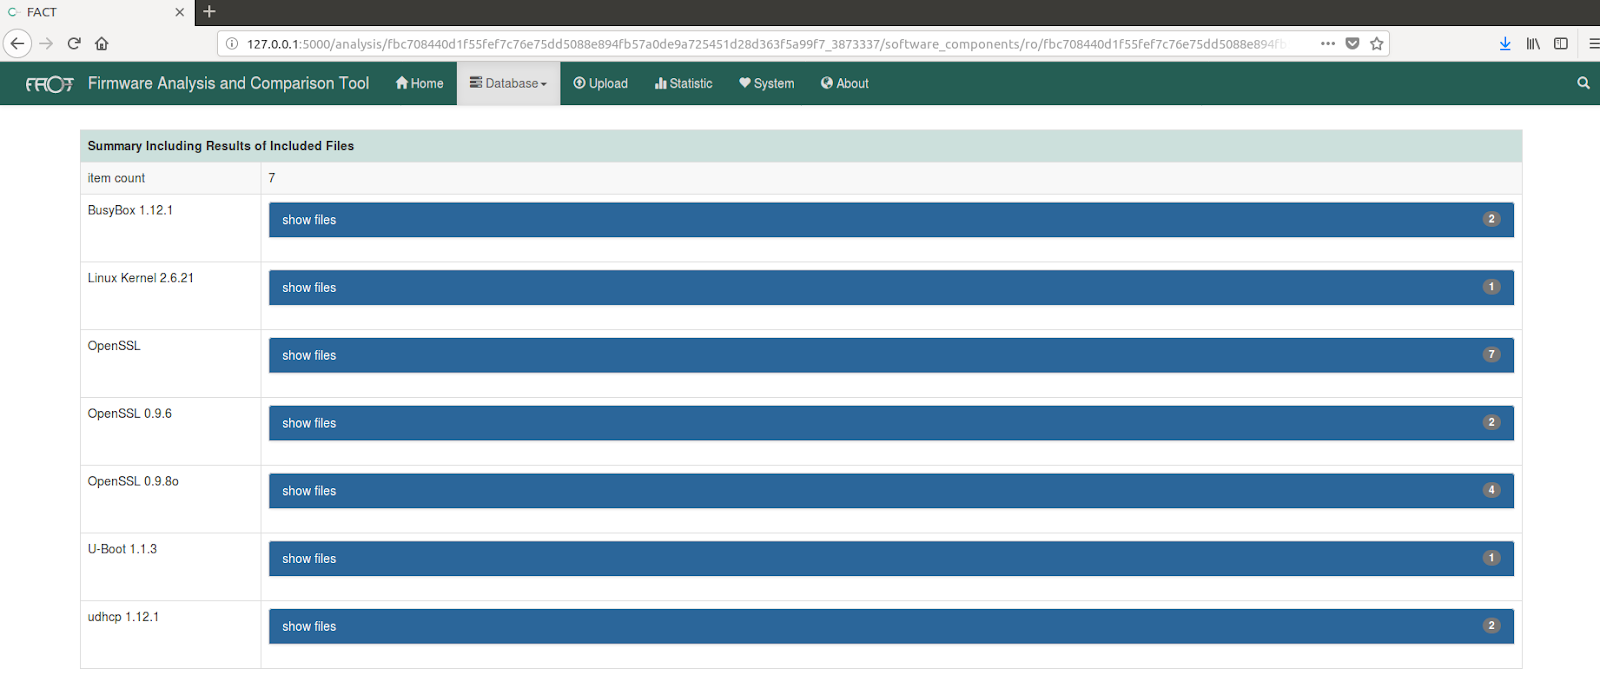 FACT
127.0.0.1:5000/analysis/fbc708440d1f55fef7c76e75dd5088e894fb57a0de9a725451d28d363f5a99f7_3873337/software_components/ro/fbc708440d1f55fef7c76e75dd5088e894fb
FACT Firmware Analysis and Comparison Tool Home Database Upload Statistic System About
Summary Including Results of Included Files
item count 7
BusyBox 1.12.1 show files 2
Linux Kernel 2.6.21 show files 1
OpenSSL show files 7
OpenSSL 0.9.6 show files 2
OpenSSL 0.9.8o show files 4
U-Boot 1.1.3 show files 1
udhcp 1.12.1 show files 2